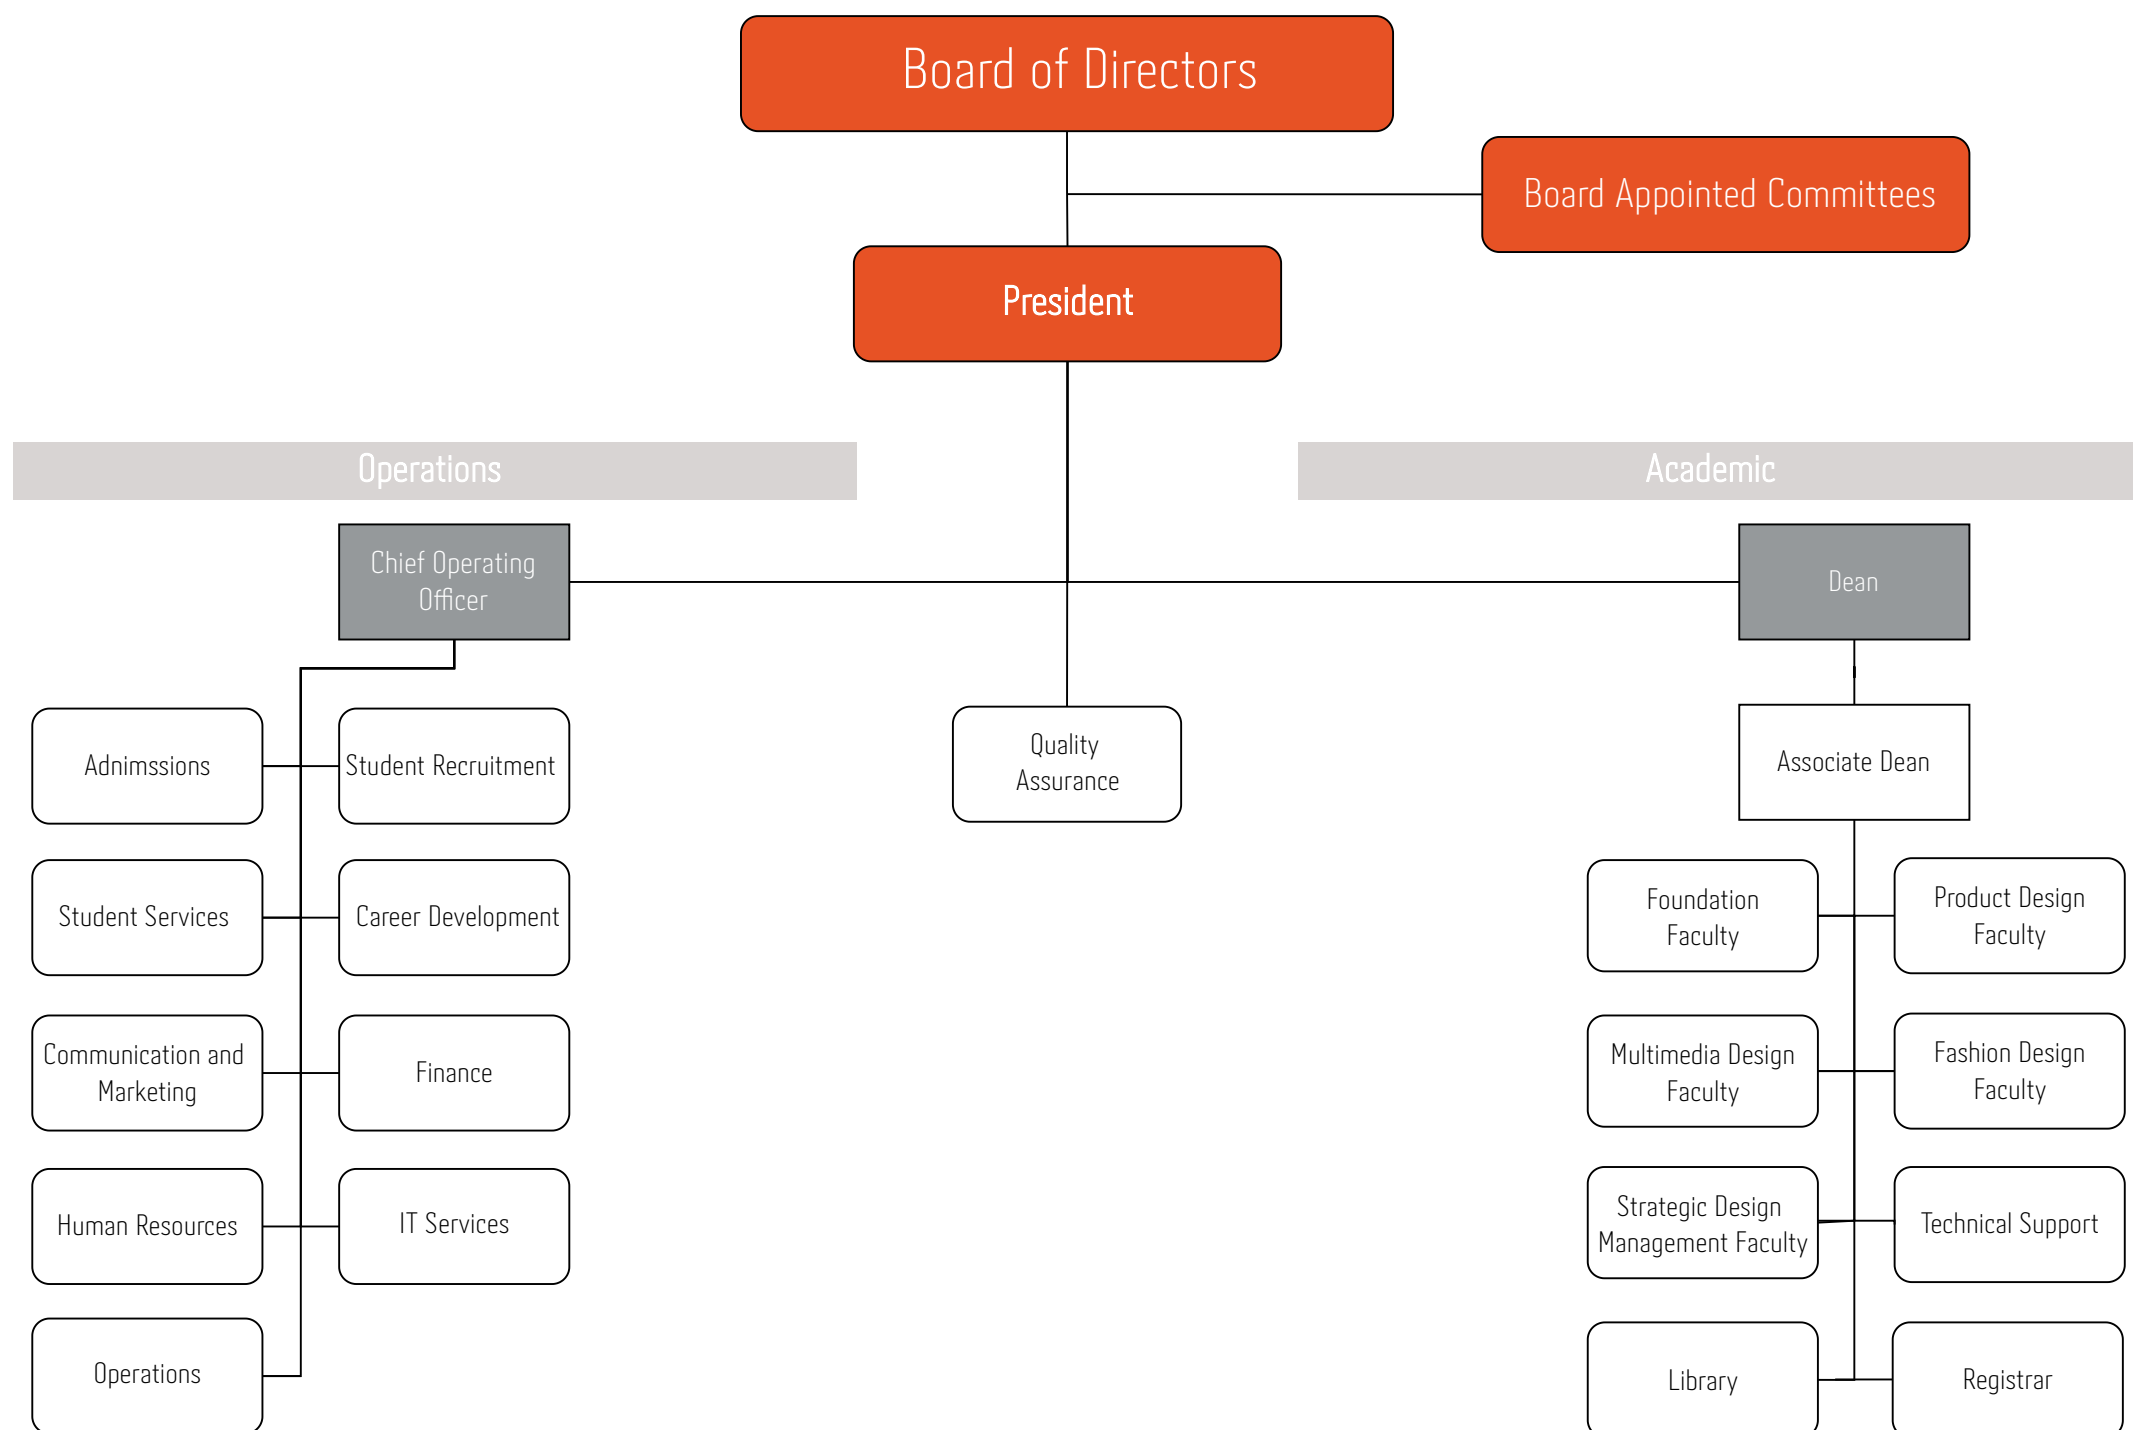 Board of Directors
Board Appointed Committees
President
Operations
Academic
Chief Operating
Officer
Dean
Adnimssions
Student Recruitment
Quality
Assurance
Associate Dean
Student Services
Career Development
Foundation
Faculty
Product Design
Faculty
Communication and
Marketing
Finance
Multimedia Design
Faculty
Fashion Design
Faculty
Human Resources
IT Services
Strategic Design
Management Faculty
Technical Support
Operations
Library
Registrar